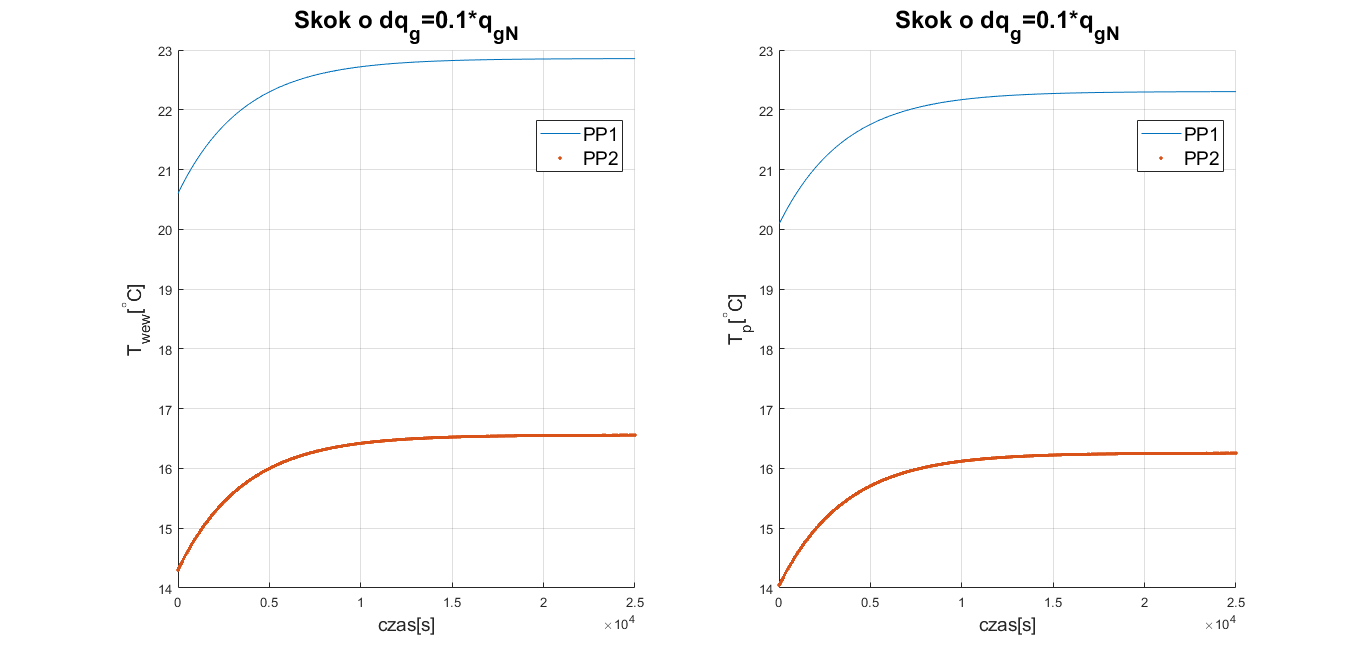 Skok o dq_g=0.1*q_gN
23
22
21
20
19
18
17
16
15
14
T_wew[°C]
PP1
PP2
0 0.5 1 1.5 2 2.5
×10^4
czas[s]
Skok o dq_g=0.1*q_gN
23
22
21
20
19
18
17
16
15
14
T_p[°C]
PP1
PP2
0 0.5 1 1.5 2 2.5
×10^4
czas[s]